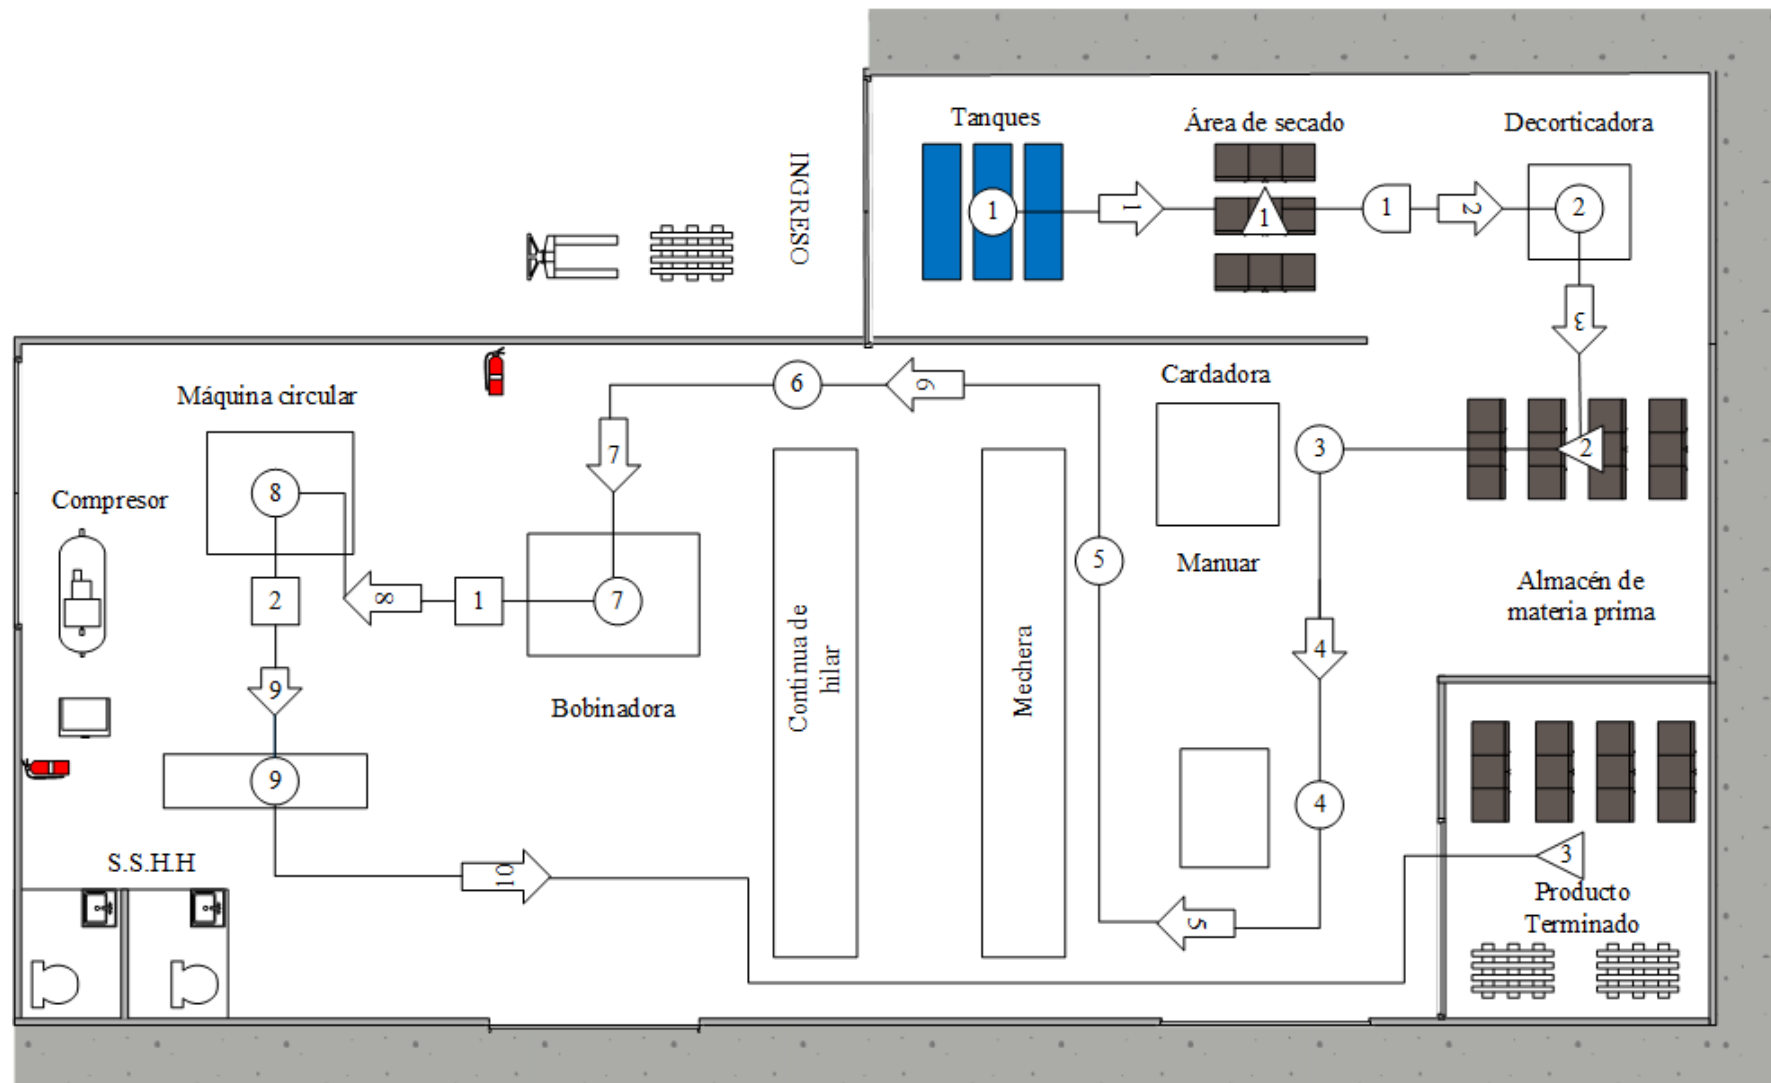 Tanques
Área de secado
Decorticadora
INGRESO
1
1
1
1
2
2
3
Máquina circular
6
6
Cardadora
7
3
2
8
Compresor
5
Manuar
Almacén de
materia prima
2
8
1
7
4
9
Bobinadora
Continua de
hilar
Mechera
9
4
S.S.H.H
10
5
3
Producto
Terminado